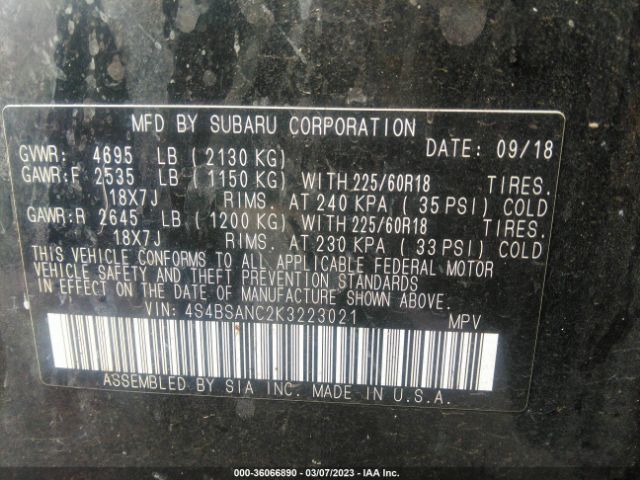 MFD BY SUBARU CORPORATION
GVWR: 4695 LB (2130 KG) DATE: 09/18
GAWR:F 2535 LB (1150 KG) WITH 225/60R18 TIRES.
18X7J RIMS. AT 240 KPA (35 PSI) COLD
GAWR:R 2645 LB (1200 KG) WITH 225/60R18 TIRES.
18X7J RIMS. AT 230 KPA (33 PSI) COLD
THIS VEHICLE CONFORMS TO ALL APPLICABLE FEDERAL MOTOR
VEHICLE SAFETY AND THEFT PREVENTION STANDARDS
IN EFFECT ON THE DATE OF MANUFACTURE SHOWN ABOVE.
VIN: 4S4BSANC2K3223021 MPV
ASSEMBLED BY SIA INC. MADE IN U.S.A.
000-36066890 - 03/07/2023 - IAA Inc.